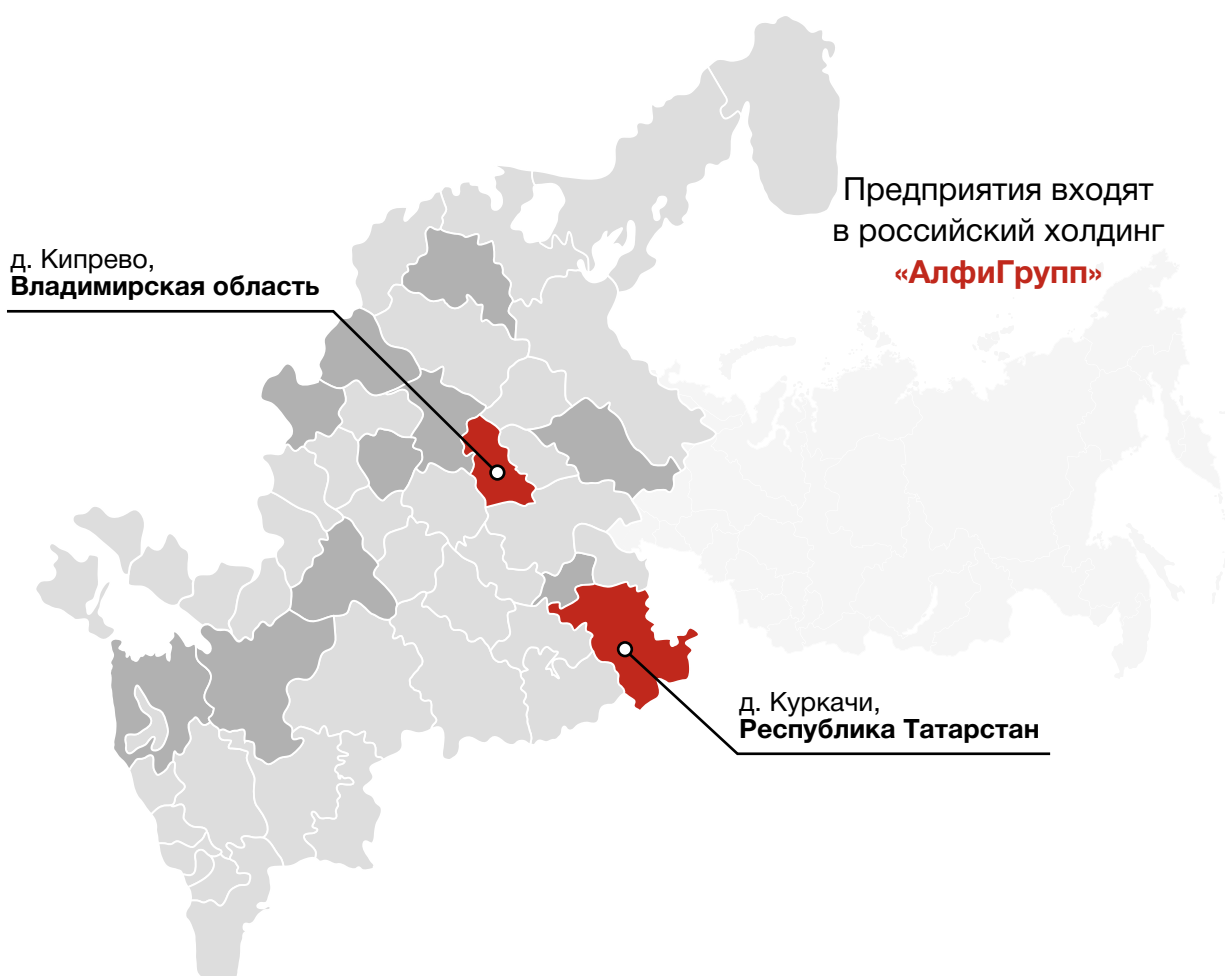 Предприятия входят
в российский холдинг
«АлфиГрупп»
д. Кипрево,
Владимирская область
д. Куркачи,
Республика Татарстан